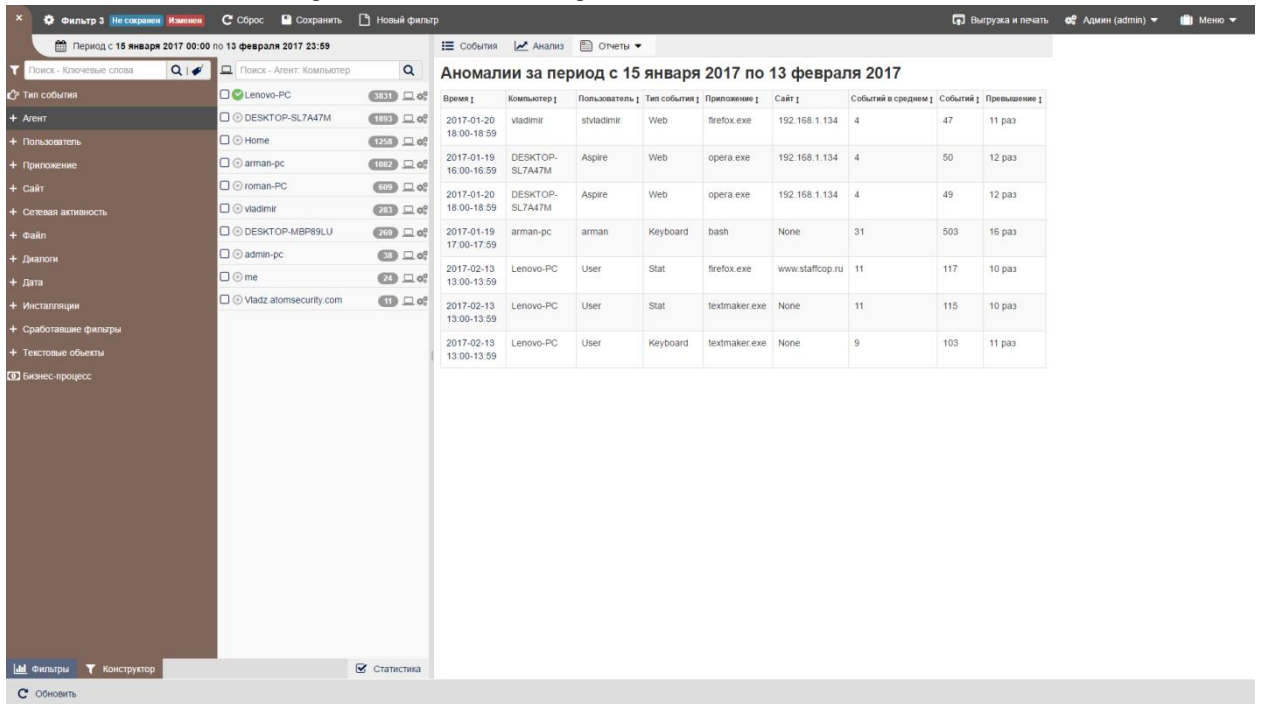 × Фильтр 3 Не сохранен Изменен Сброс Сохранить Новый фильтр Выгрузка и печать Админ (admin) Меню
Период с 15 января 2017 00:00 по 13 февраля 2017 23:59
События Анализ Отчеты
Поиск - Ключевые слова
Тип события
+ Агент
+ Пользователь
+ Приложение
+ Сайт
+ Сетевая активность
+ Файл
+ Диалоги
+ Дата
+ Инсталляции
+ Сработавшие фильтры
+ Текстовые объекты
Бизнес-процесс
Поиск - Агент: Компьютер
Lenovo-PC 3831
DESKTOP-SL7A47M 1893
Home 1258
arman-pc 1082
roman-PC 609
vladimir 283
DESKTOP-MBP89LU 269
admin-pc 38
me 24
Vladz.atomsecurity.com 11
Аномалии за период с 15 января 2017 по 13 февраля 2017
Время Компьютер Пользователь Тип события Приложение Сайт Событий в среднем Событий Превышение
2017-01-20 vladimir stvladimir Web firefox.exe 192.168.1.134 4 47 11 раз
18:00-18:59
2017-01-19 DESKTOP- Aspire Web opera.exe 192.168.1.134 4 50 12 раз
16:00-16:59 SL7A47M
2017-01-20 DESKTOP- Aspire Web opera.exe 192.168.1.134 4 49 12 раз
18:00-18:59 SL7A47M
2017-01-19 arman-pc arman Keyboard bash None 31 503 16 раз
17:00-17:59
2017-02-13 Lenovo-PC User Stat firefox.exe www.staffcop.ru 11 117 10 раз
13:00-13:59
2017-02-13 Lenovo-PC User Stat textmaker.exe None 11 115 10 раз
13:00-13:59
2017-02-13 Lenovo-PC User Keyboard textmaker.exe None 9 103 11 раз
13:00-13:59
Фильтры Конструктор Статистика
Обновить